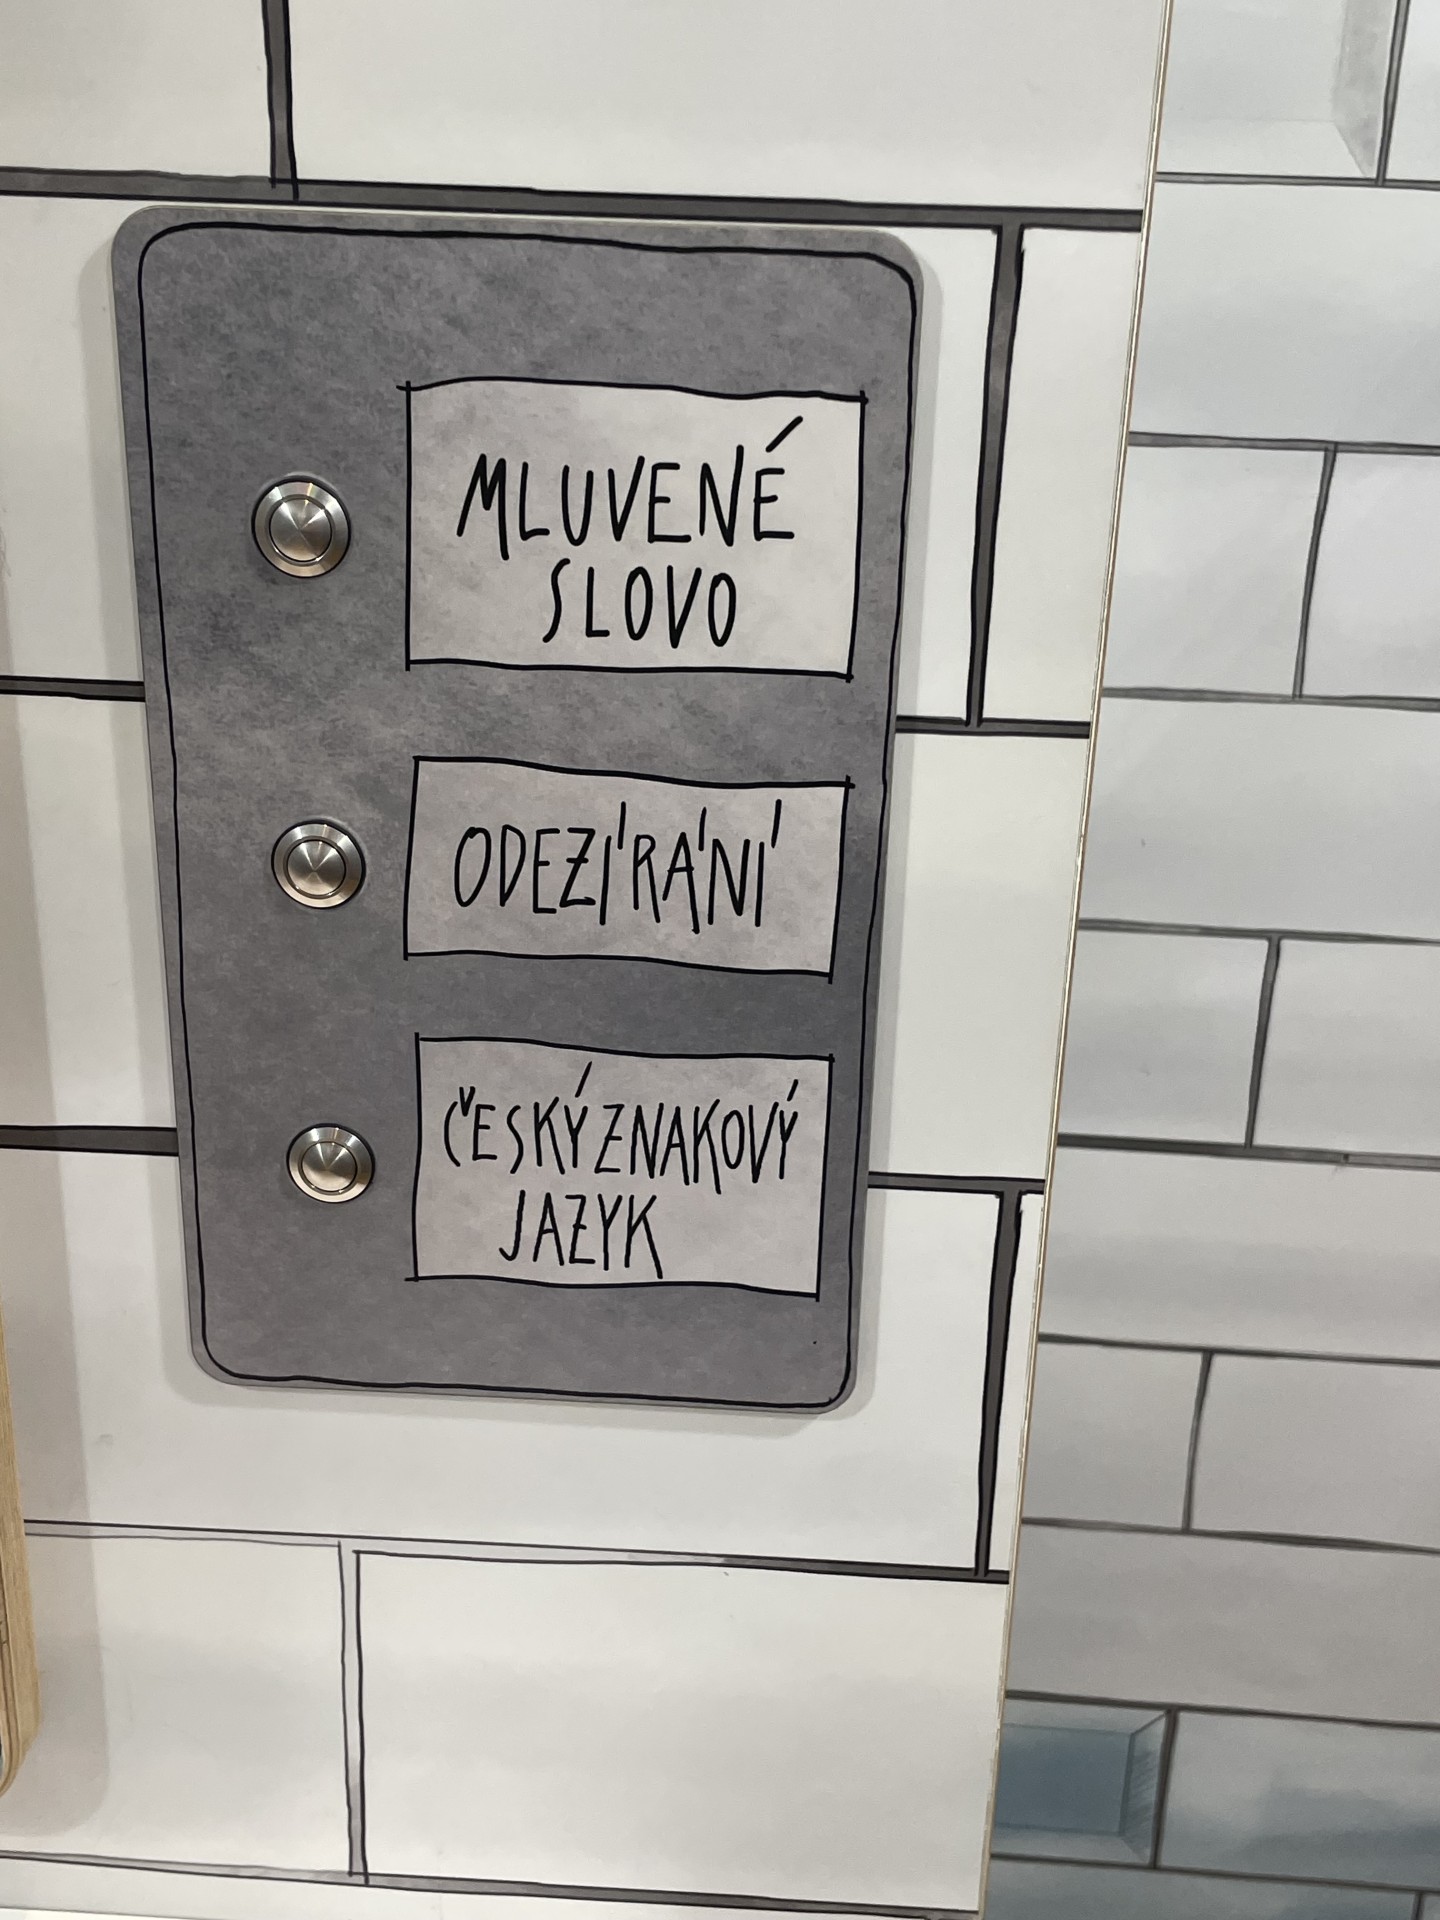 MLUVENÉ
SLOVO
ODEZÍRÁNÍ
ČESKÝ ZNAKOVÝ
JAZYK